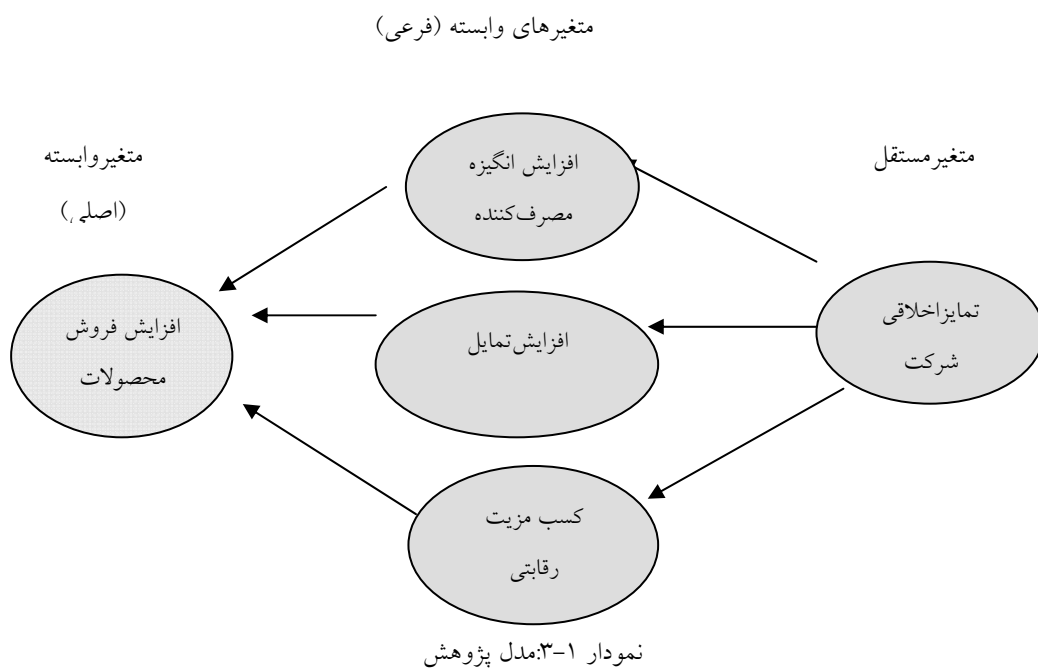 متغیرهای وابسته (فرعی)
متغیرمستقل
متغیروابسته
(اصلی)
افزایش انگیزه
مصرف‌کننده
تمایزاخلاقی
شرکت
افزایش‌تمایل
افزایش فروش
محصولات
کسب مزیت
رقابتی
نمودار ۱-۳:مدل پژوهش